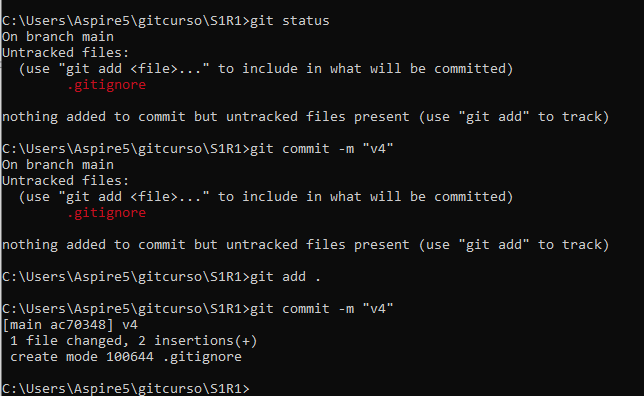 C:\Users\Aspire5\gitcurso\S1R1>git status
On branch main
Untracked files:
  (use "git add <file>..." to include in what will be committed)
        .gitignore

nothing added to commit but untracked files present (use "git add" to track)

C:\Users\Aspire5\gitcurso\S1R1>git commit -m "v4"
On branch main
Untracked files:
  (use "git add <file>..." to include in what will be committed)
        .gitignore

nothing added to commit but untracked files present (use "git add" to track)

C:\Users\Aspire5\gitcurso\S1R1>git add .

C:\Users\Aspire5\gitcurso\S1R1>git commit -m "v4"
[main ac70348] v4
 1 file changed, 2 insertions(+)
 create mode 100644 .gitignore

C:\Users\Aspire5\gitcurso\S1R1>